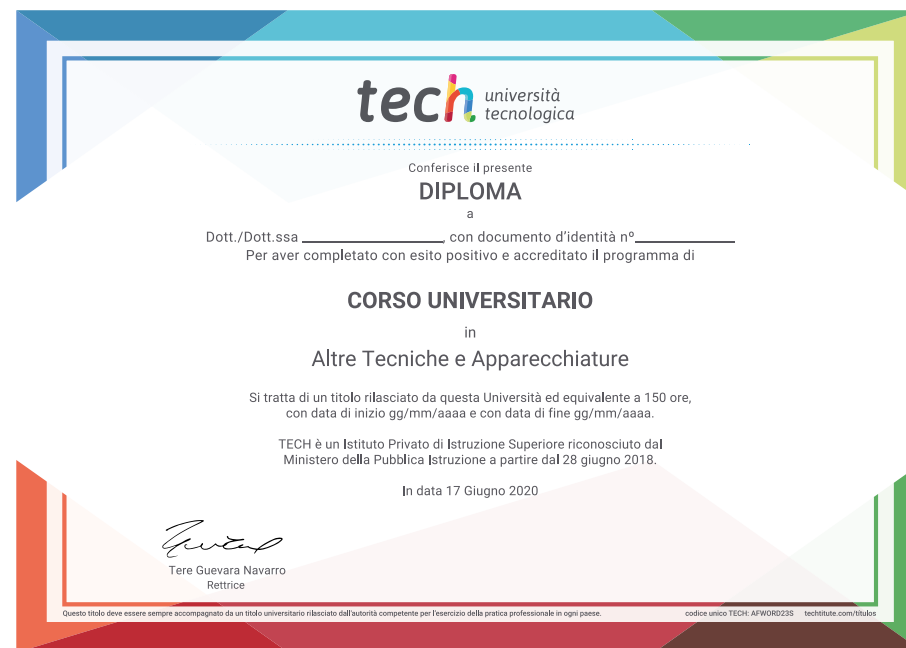 tech università
tecnologica
Conferisce il presente
DIPLOMA
a
Dott./Dott.ssa ________________, con documento d'identità nº____________
Per aver completato con esito positivo e accreditato il programma di
CORSO UNIVERSITARIO
in
Altre Tecniche e Apparecchiature
Si tratta di un titolo rilasciato da questa Università ed equivalente a 150 ore,
con data di inizio gg/mm/aaaa e con data di fine gg/mm/aaaa.
TECH è un Istituto Privato di Istruzione Superiore riconosciuto dal
Ministero della Pubblica Istruzione a partire dal 28 giugno 2018.
In data 17 Giugno 2020
Tere Guevara Navarro
Rettrice
Questo titolo deve essere sempre accompagnato da un titolo universitario rilasciato dall'autorità competente per l'esercizio della pratica professionale in ogni paese. codice unico TECH: AFWORD23S techtitute.com/títulos